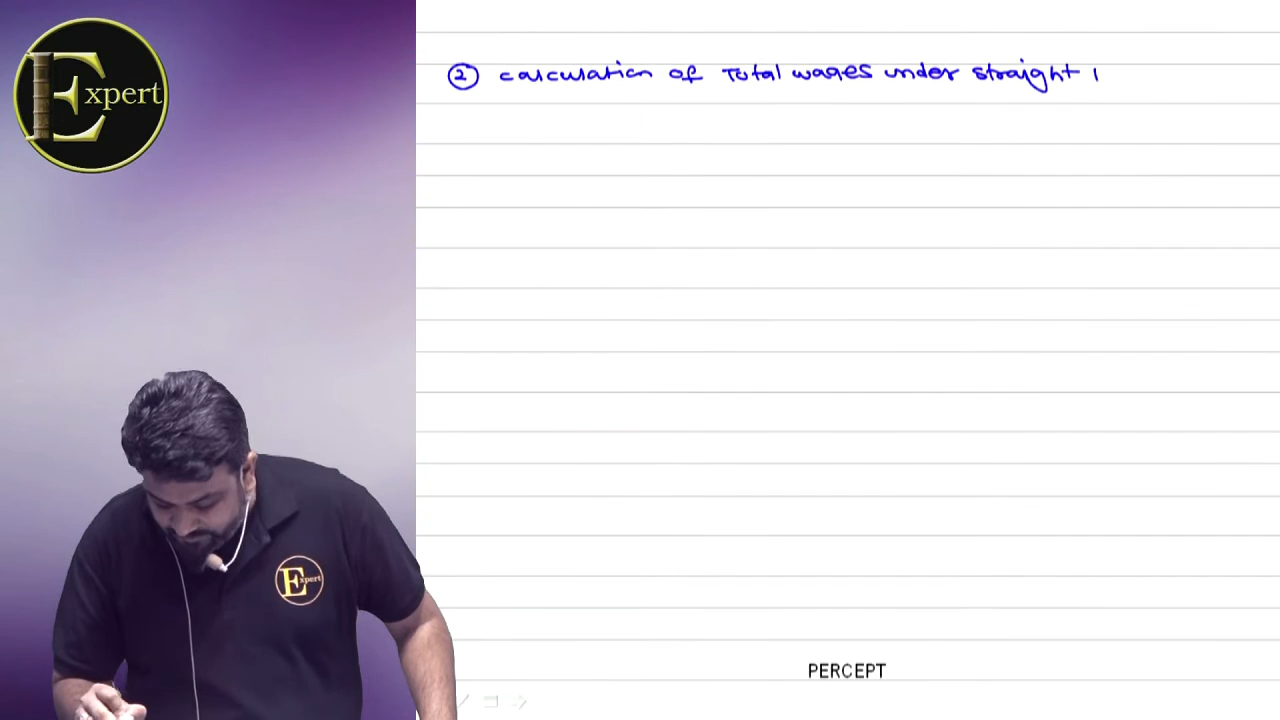 Expert
② calculation of Total wages under straight
Expert
PERCEPT